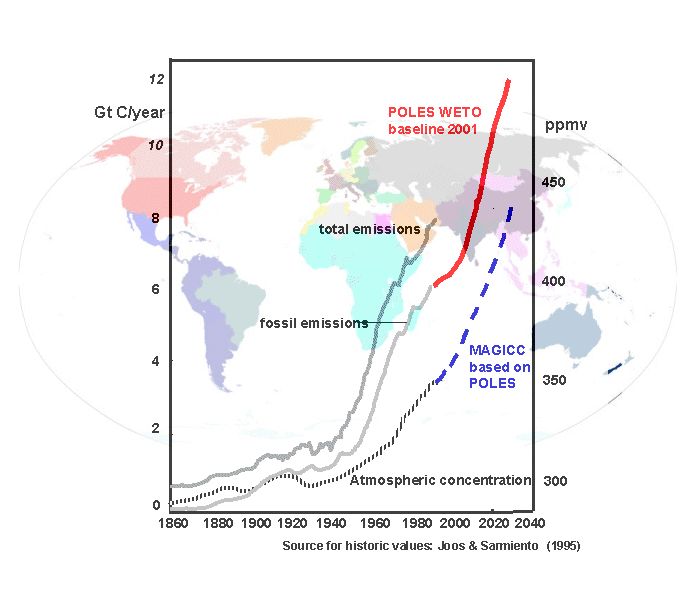 12
Gt C/year
POLES WETO
baseline 2001
ppmv
10
450
8
total emissions
6
400
fossil emissions
MAGICC
based on
POLES
4
350
2
Atmospheric concentration
300
0
1860 1880 1900 1920 1940 1960 1980 2000 2020 2040
Source for historic values: Joos & Sarmiento (1995)